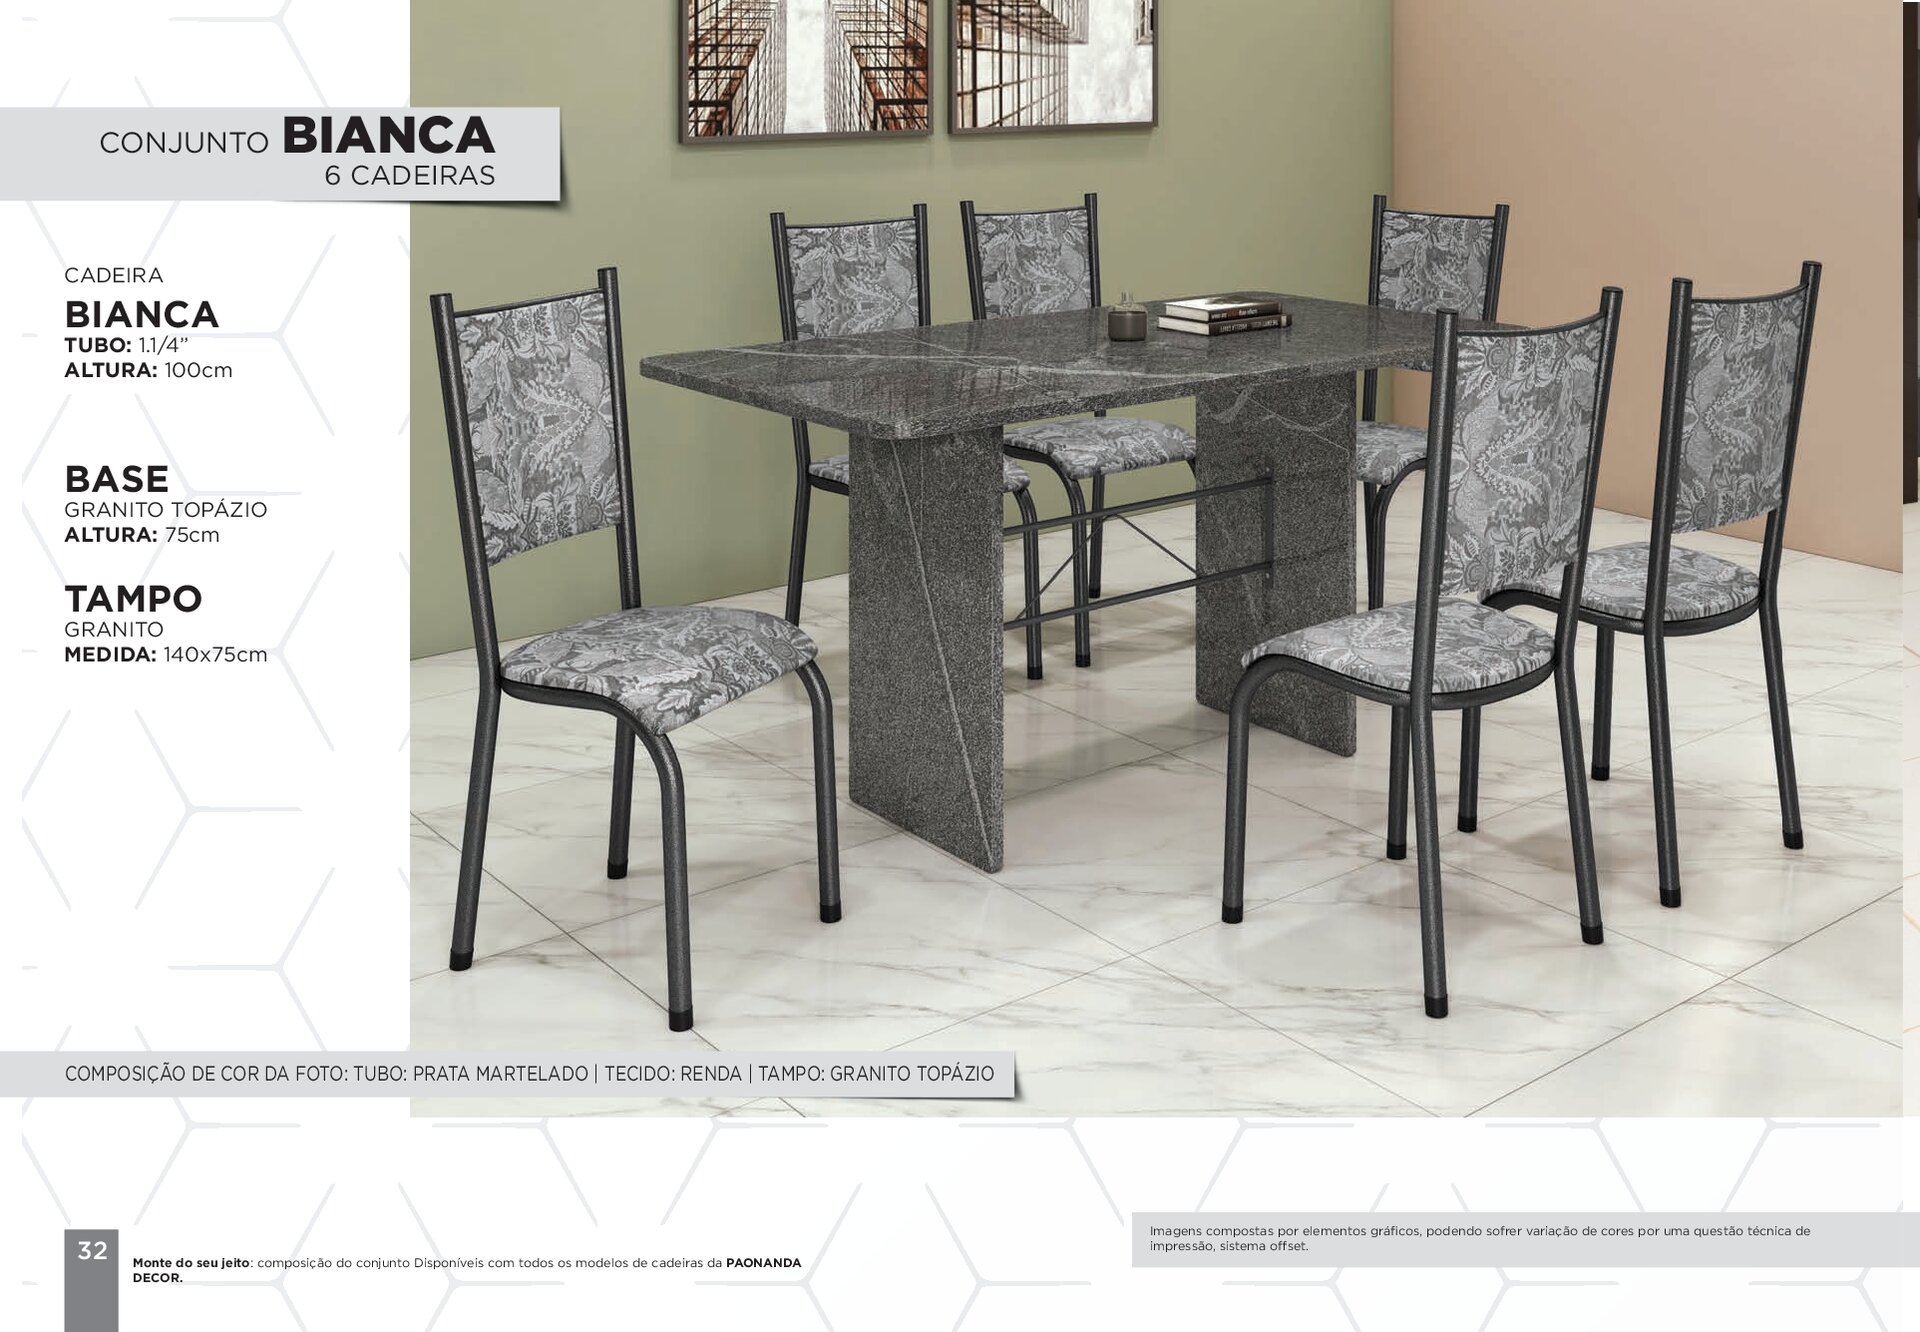 CONJUNTO BIANCA
6 CADEIRAS
CADEIRA
BIANCA
TUBO: 1.1/4”
ALTURA: 100cm
BASE
GRANITO TOPÁZIO
ALTURA: 75cm
TAMPO
GRANITO
MEDIDA: 140x75cm
COMPOSIÇÃO DE COR DA FOTO: TUBO: PRATA MARTELADO | TECIDO: RENDA | TAMPO: GRANITO TOPÁZIO
Imagens compostas por elementos gráficos, podendo sofrer variação de cores por uma questão técnica de
impressão, sistema offset.
32
Monte do seu jeito: composição do conjunto Disponíveis com todos os modelos de cadeiras da PAONANDA
DECOR.